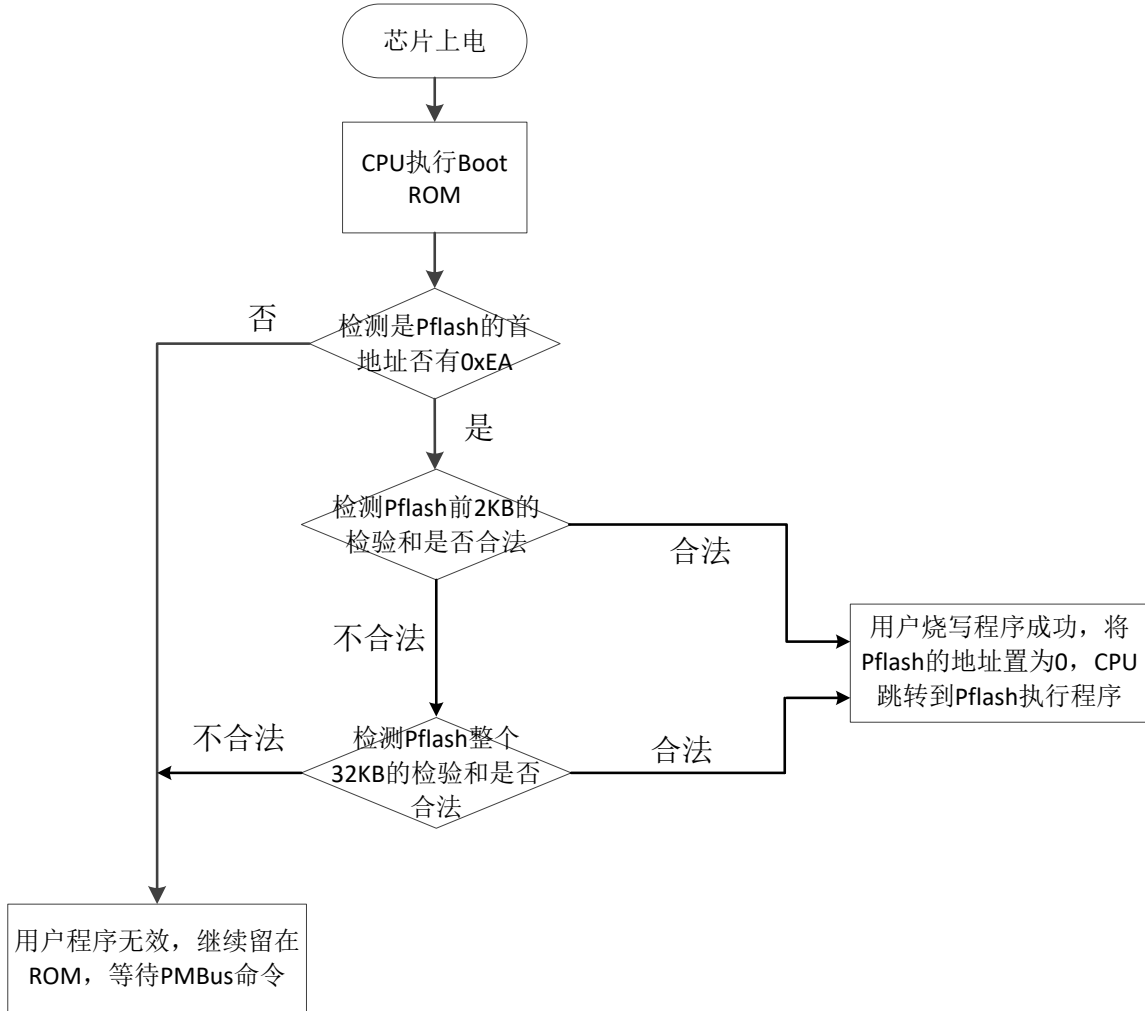 芯片上电
CPU执行Boot
ROM
否
检测是Pflash的首
地址否有0xEA
是
检测Pflash前2KB的
检验和是否合法
合法
不合法
用户烧写程序成功，将
Pflash的地址置为0，CPU
跳转到Pflash执行程序
不合法
检测Pflash整个
32KB的检验和是否
合法
合法
用户程序无效，继续留在
ROM，等待PMBus命令